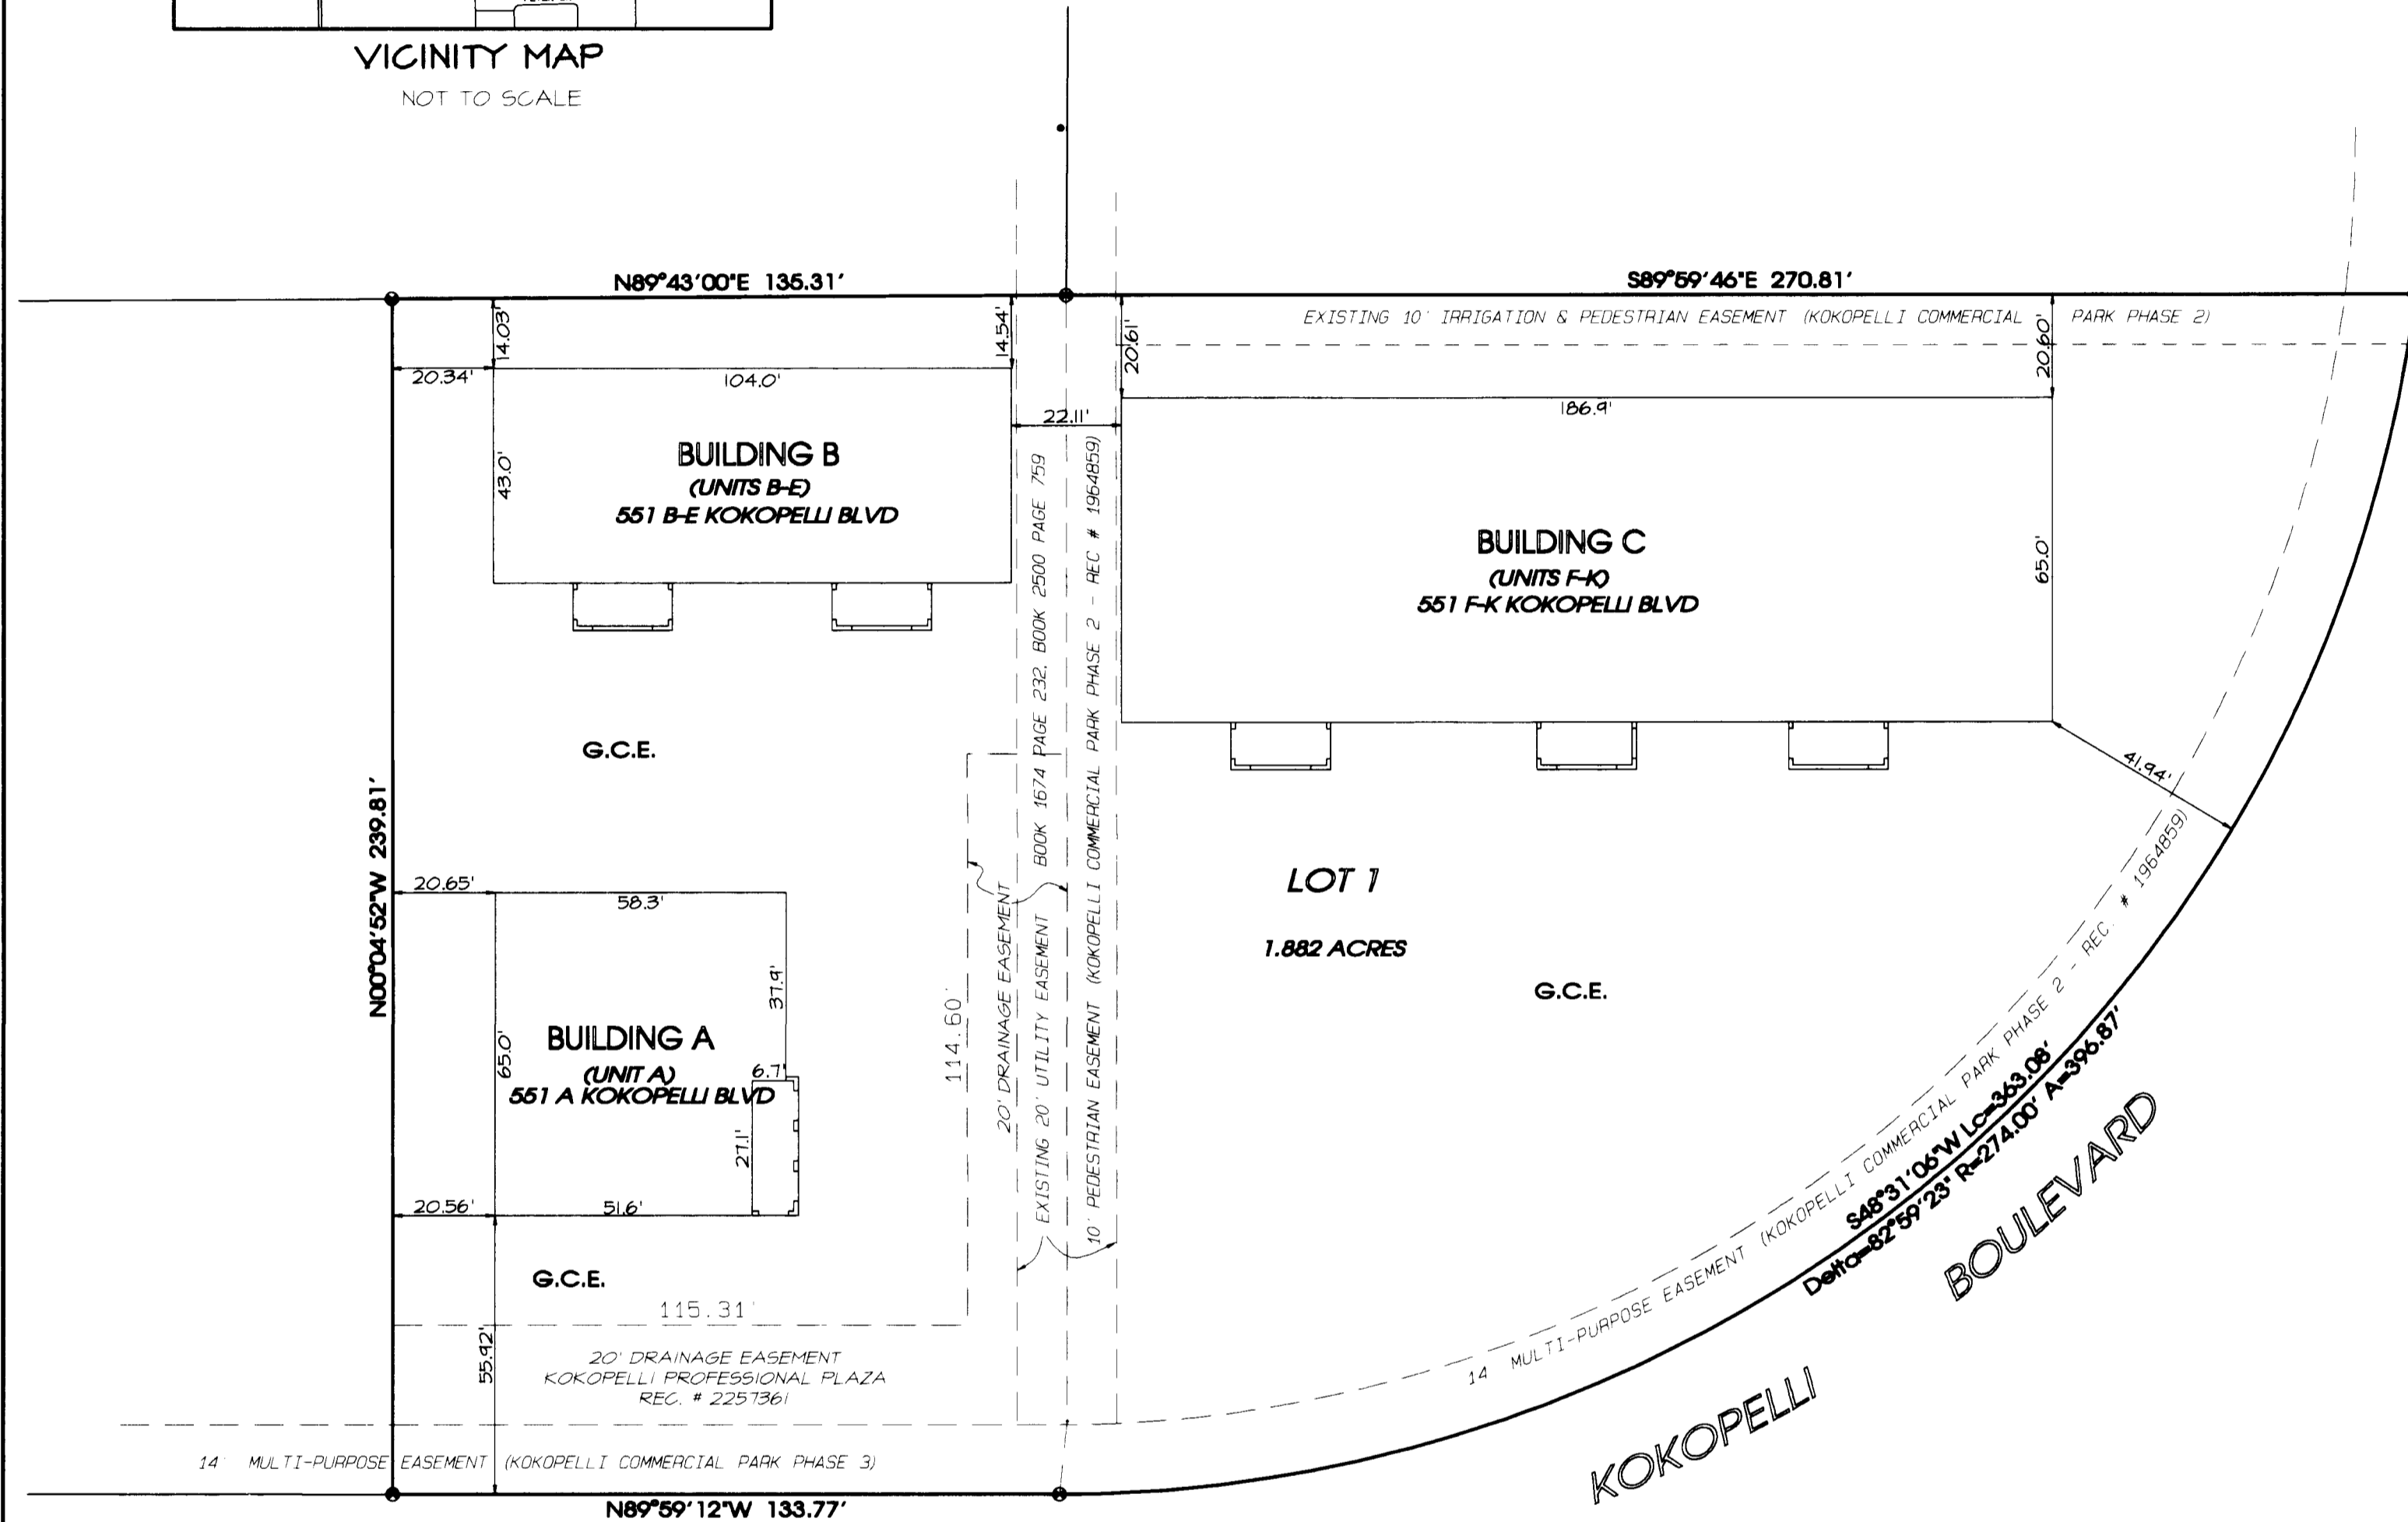 VICINITY MAP
NOT TO SCALE
N89°43'00"E 135.31'
S89°59'46"E 270.81'
EXISTING 10' IRRIGATION & PEDESTRIAN EASEMENT (KOKOPELLI COMMERCIAL PARK PHASE 2)
14.03'
14.54'
20.61'
20.60'
20.34'
104.0'
22.11'
186.9'
43.0'
BUILDING B
(UNITS B-E)
551 B-E KOKOPELLI BLVD
BUILDING C
(UNITS F-K)
551 F-K KOKOPELLI BLVD
65.0'
41.94'
G.C.E.
N00°04'52"W 239.81'
BOOK 1674 PAGE 232, BOOK 2500 PAGE 759
EXISTING 20' UTILITY EASEMENT
10' PEDESTRIAN EASEMENT (KOKOPELLI COMMERCIAL PARK PHASE 2 - REC # 1964859)
20' DRAINAGE EASEMENT
114.60'
LOT 1
1.882 ACRES
G.C.E.
20.65'
58.3'
37.9'
65.0'
BUILDING A
(UNIT A)
551 A KOKOPELLI BLVD
6.7'
27.1'
20.56'
51.6'
G.C.E.
115.31'
55.92'
20' DRAINAGE EASEMENT
KOKOPELLI PROFESSIONAL PLAZA
REC. # 2257361
14' MULTI-PURPOSE EASEMENT (KOKOPELLI COMMERCIAL PARK PHASE 3)
N89°59'12"W 133.77'
14 MULTI-PURPOSE EASEMENT (KOKOPELLI COMMERCIAL PARK PHASE 2 - REC. # 1964859)
S48°31'06"W Lc=363.08'
Delta=82°59'23" R=274.00' A=396.87'
KOKOPELLI BOULEVARD